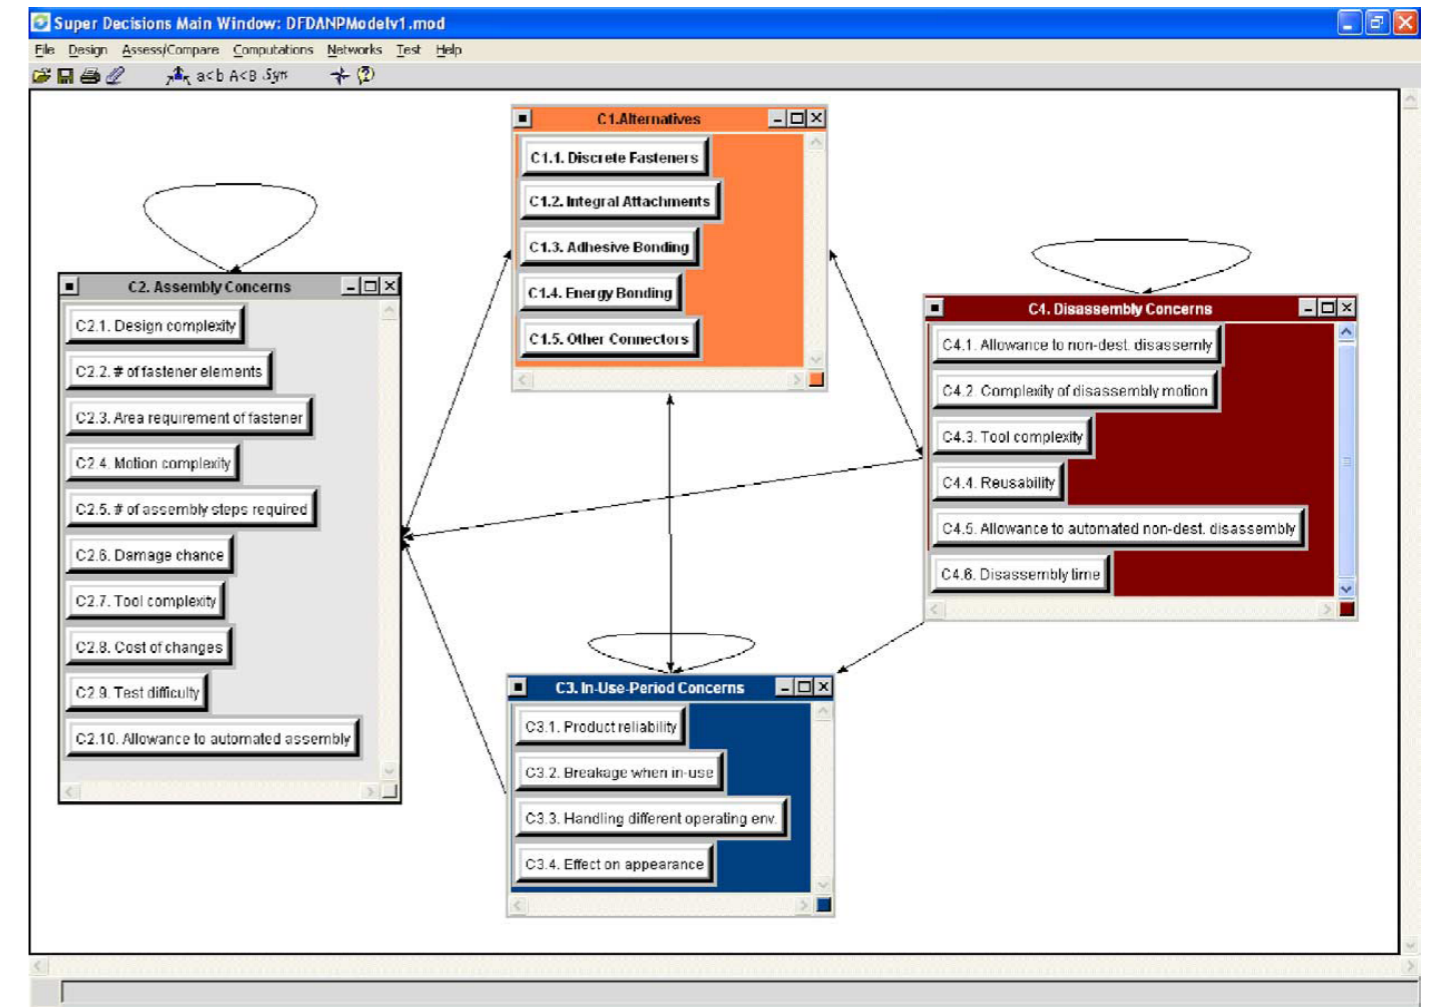 Super Decisions Main Window: DFDANPModelv1.mod
File Design Assess/Compare Computations Networks Test Help
a<b A<B Syn
C1.Alternatives
C1.1. Discrete Fasteners
C1.2. Integral Attachments
C1.3. Adhesive Bonding
C1.4. Energy Bonding
C1.5. Other Connectors
C2. Assembly Concerns
C2.1. Design complexity
C2.2. # of fastener elements
C2.3. Area requirement of fastener
C2.4. Motion complexity
C2.5. # of assembly steps required
C2.6. Damage chance
C2.7. Tool complexity
C2.8. Cost of changes
C2.9. Test difficulty
C2.10. Allowance to automated assembly
C4. Disassembly Concerns
C4.1. Allowance to non-dest. disassemly
C4.2. Complexity of disassembly motion
C4.3. Tool complexity
C4.4. Reusability
C4.5. Allowance to automated non-dest. disassembly
C4.6. Disassembly time
C3. In-Use-Period Concerns
C3.1. Product reliability
C3.2. Breakage when in-use
C3.3. Handling different operating env.
C3.4. Effect on appearance